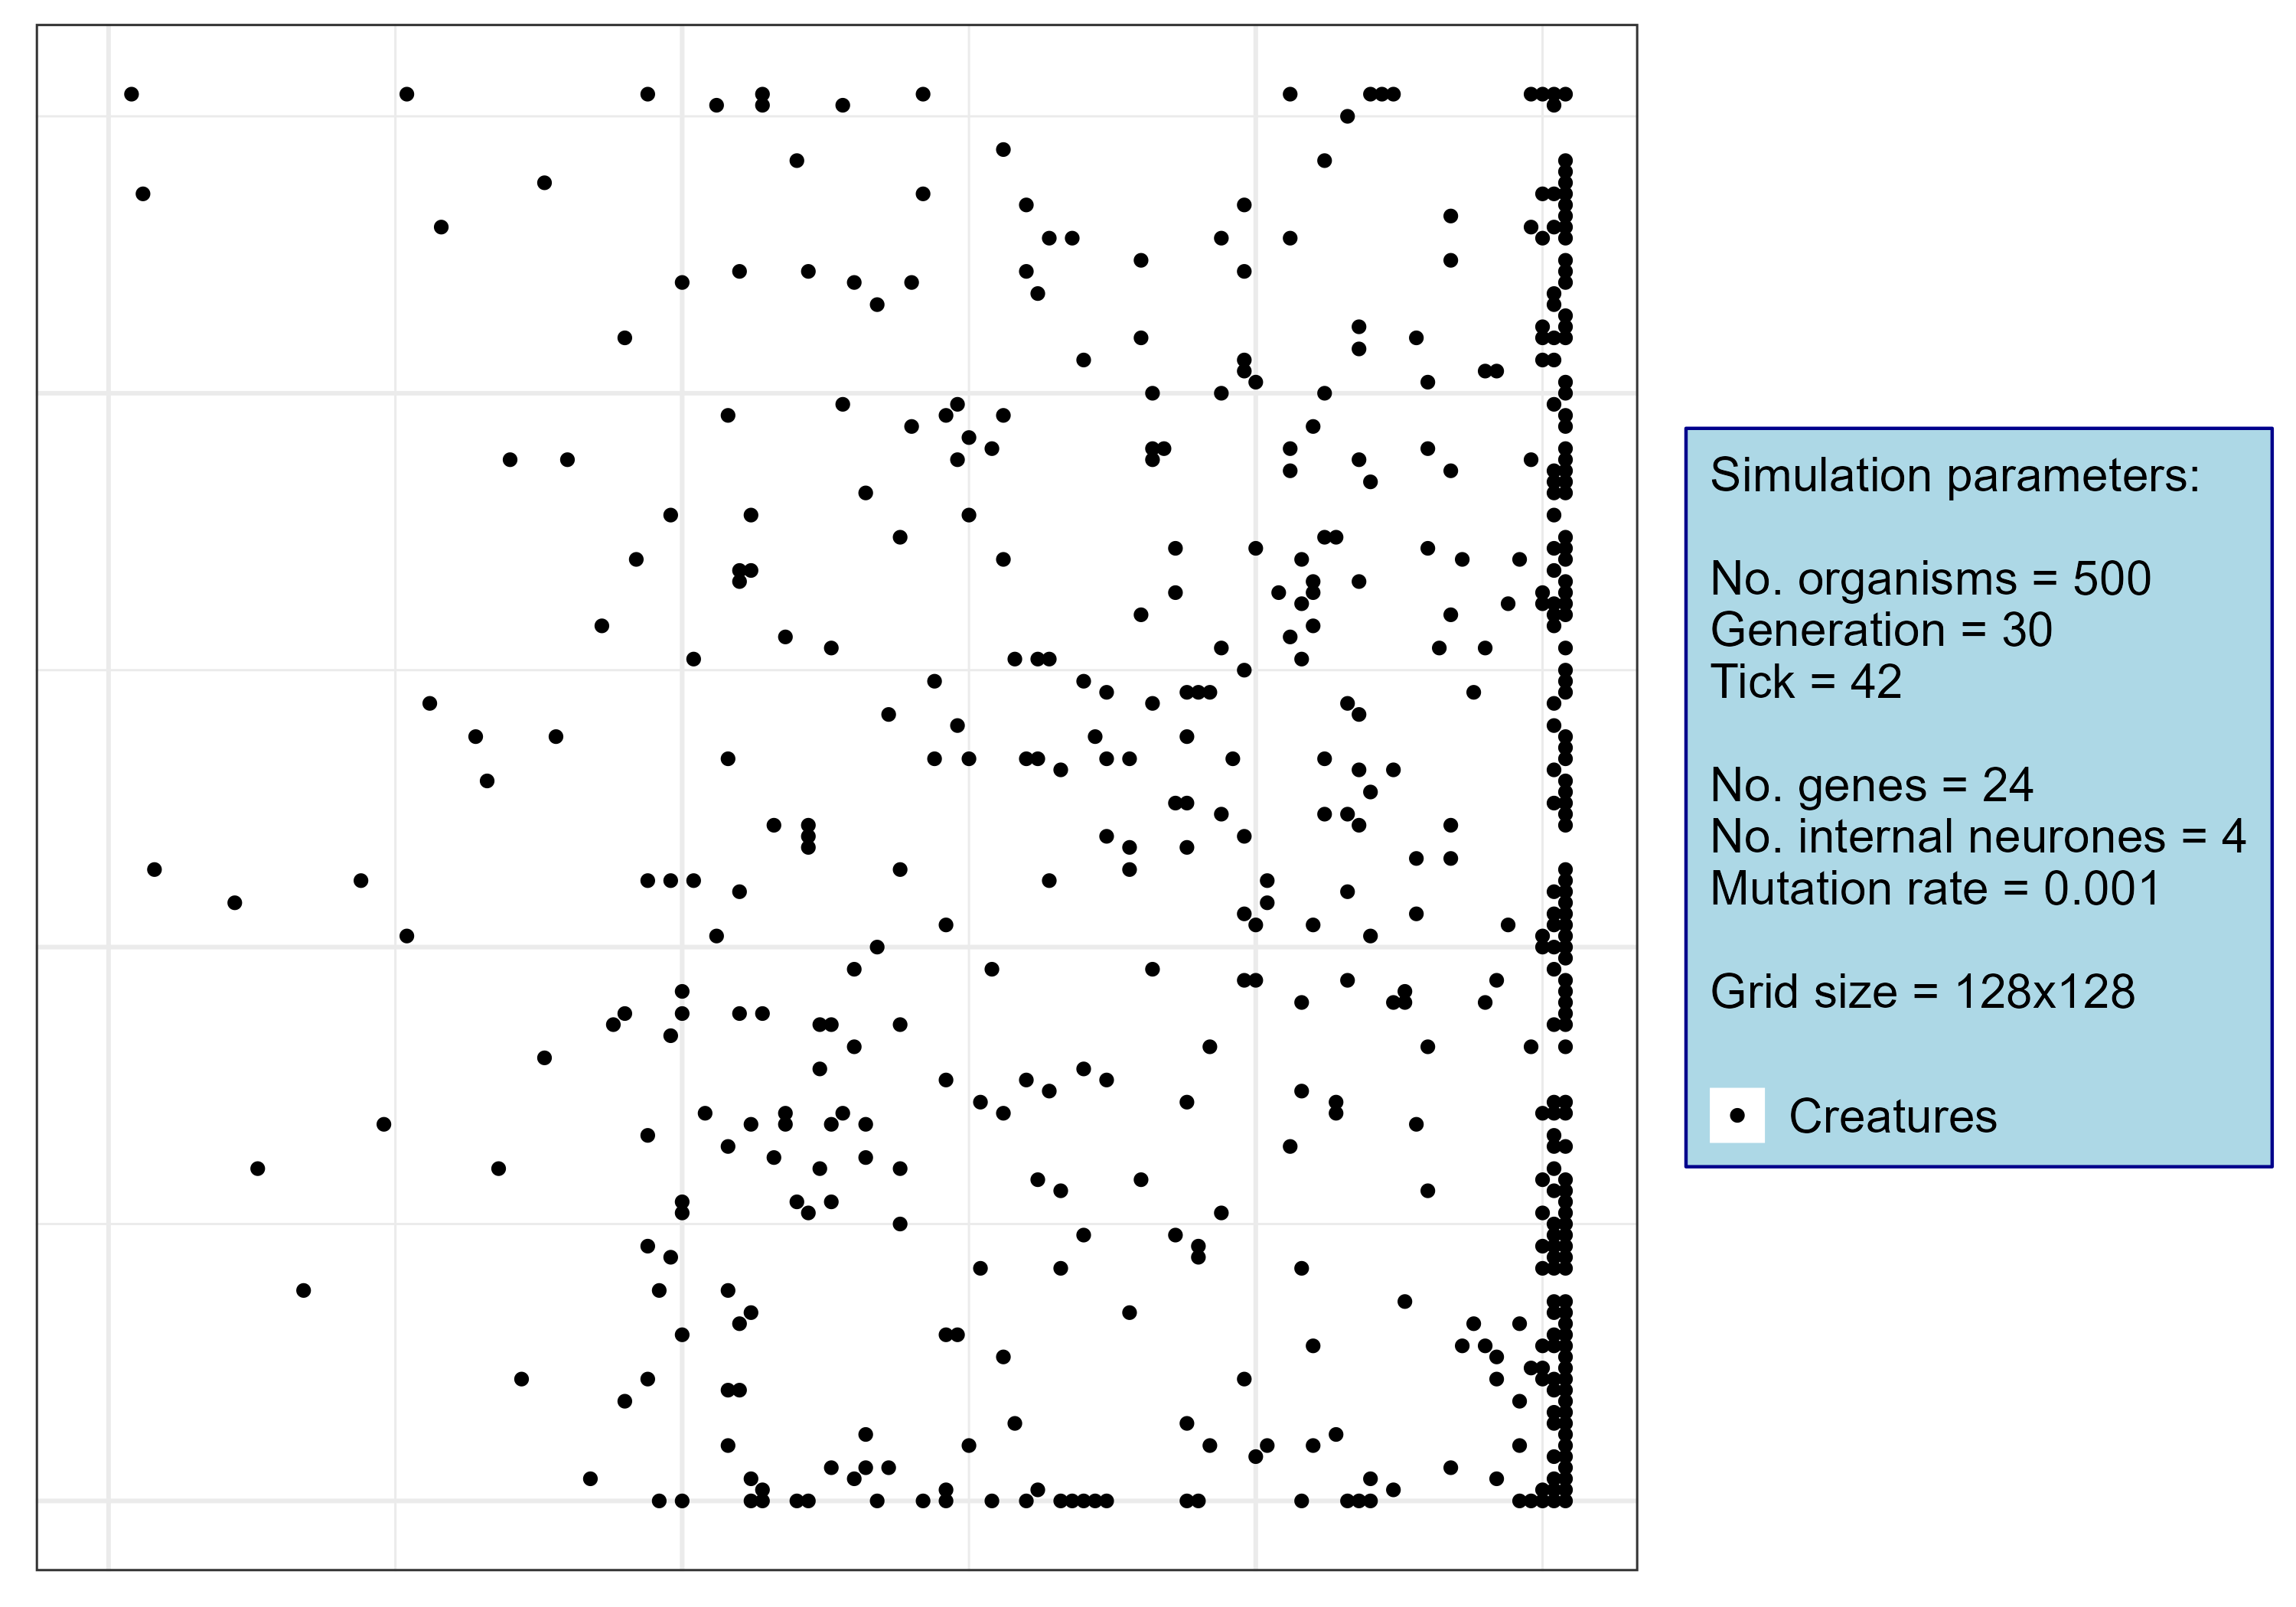 Simulation parameters:
No. organisms = 500
Generation = 30
Tick = 42
No. genes = 24
No. internal neurones = 4
Mutation rate = 0.001
Grid size = 128x128
Creatures